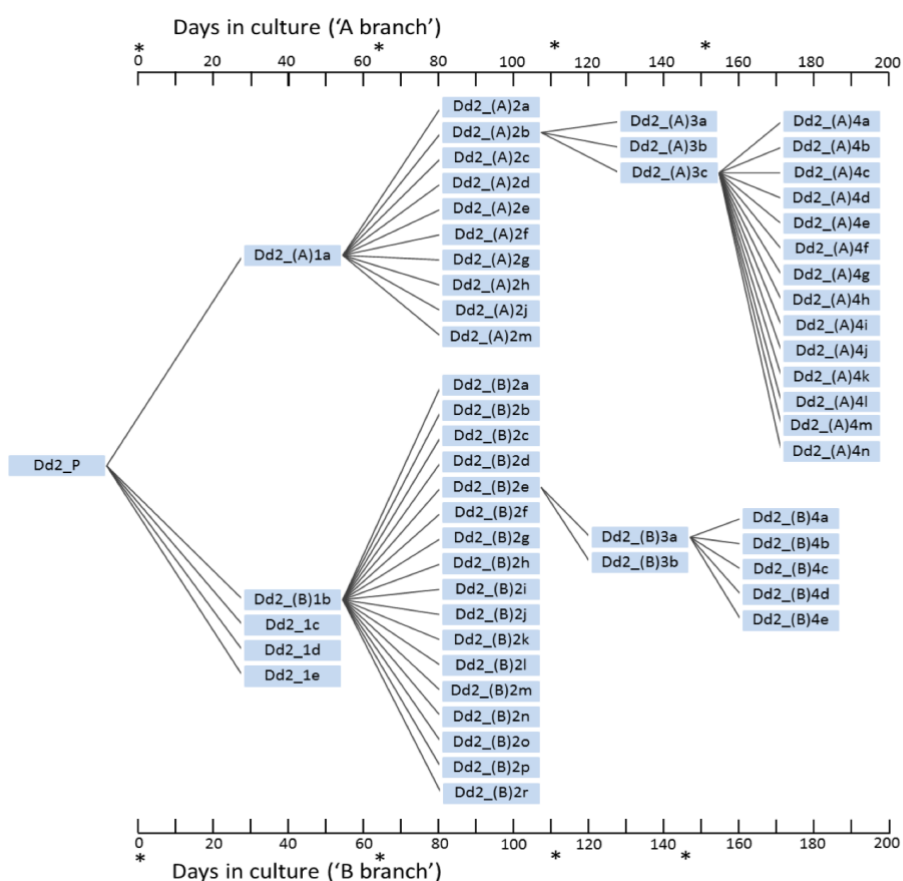 Days in culture (‘A branch’)
* * * *
0 20 40 60 80 100 120 140 160 180 200
Dd2_P
Dd2_(A)1a
Dd2_(B)1b
Dd2_1c
Dd2_1d
Dd2_1e
Dd2_(A)2a
Dd2_(A)2b
Dd2_(A)2c
Dd2_(A)2d
Dd2_(A)2e
Dd2_(A)2f
Dd2_(A)2g
Dd2_(A)2h
Dd2_(A)2j
Dd2_(A)2m
Dd2_(B)2a
Dd2_(B)2b
Dd2_(B)2c
Dd2_(B)2d
Dd2_(B)2e
Dd2_(B)2f
Dd2_(B)2g
Dd2_(B)2h
Dd2_(B)2i
Dd2_(B)2j
Dd2_(B)2k
Dd2_(B)2l
Dd2_(B)2m
Dd2_(B)2n
Dd2_(B)2o
Dd2_(B)2p
Dd2_(B)2r
Dd2_(A)3a
Dd2_(A)3b
Dd2_(A)3c
Dd2_(B)3a
Dd2_(B)3b
Dd2_(A)4a
Dd2_(A)4b
Dd2_(A)4c
Dd2_(A)4d
Dd2_(A)4e
Dd2_(A)4f
Dd2_(A)4g
Dd2_(A)4h
Dd2_(A)4i
Dd2_(A)4j
Dd2_(A)4k
Dd2_(A)4l
Dd2_(A)4m
Dd2_(A)4n
Dd2_(B)4a
Dd2_(B)4b
Dd2_(B)4c
Dd2_(B)4d
Dd2_(B)4e
0 20 40 60 80 100 120 140 160 180 200
* * * *
Days in culture (‘B branch’)